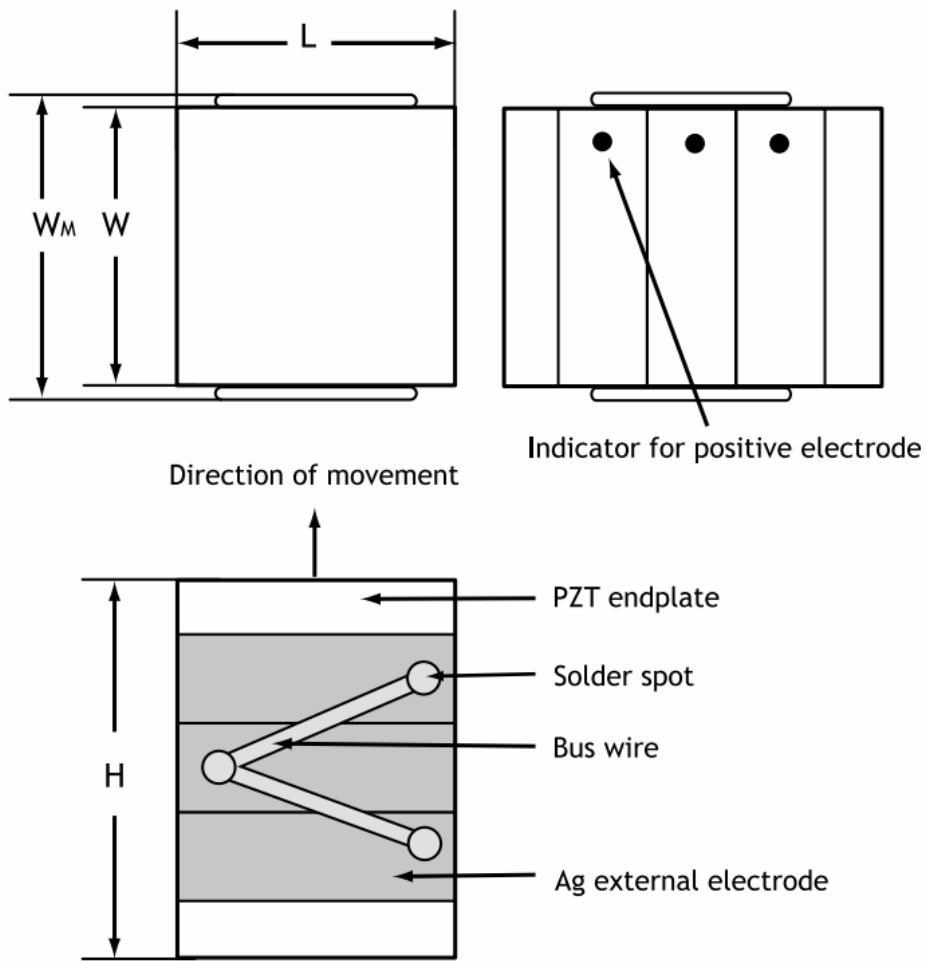 L
WM
W
Indicator for positive electrode
Direction of movement
PZT endplate
Solder spot
Bus wire
H
Ag external electrode